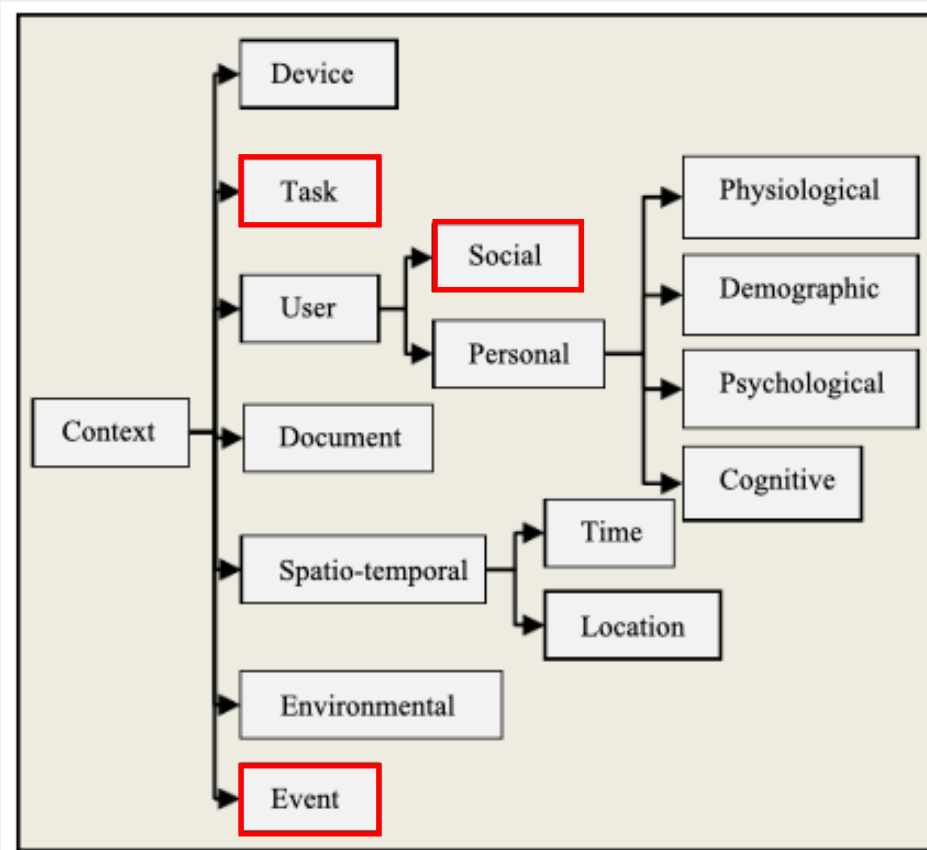 Device
Task
Physiological
Social
Demographic
User
Personal
Psychological
Context
Document
Cognitive
Time
Spatio-temporal
Location
Environmental
Event